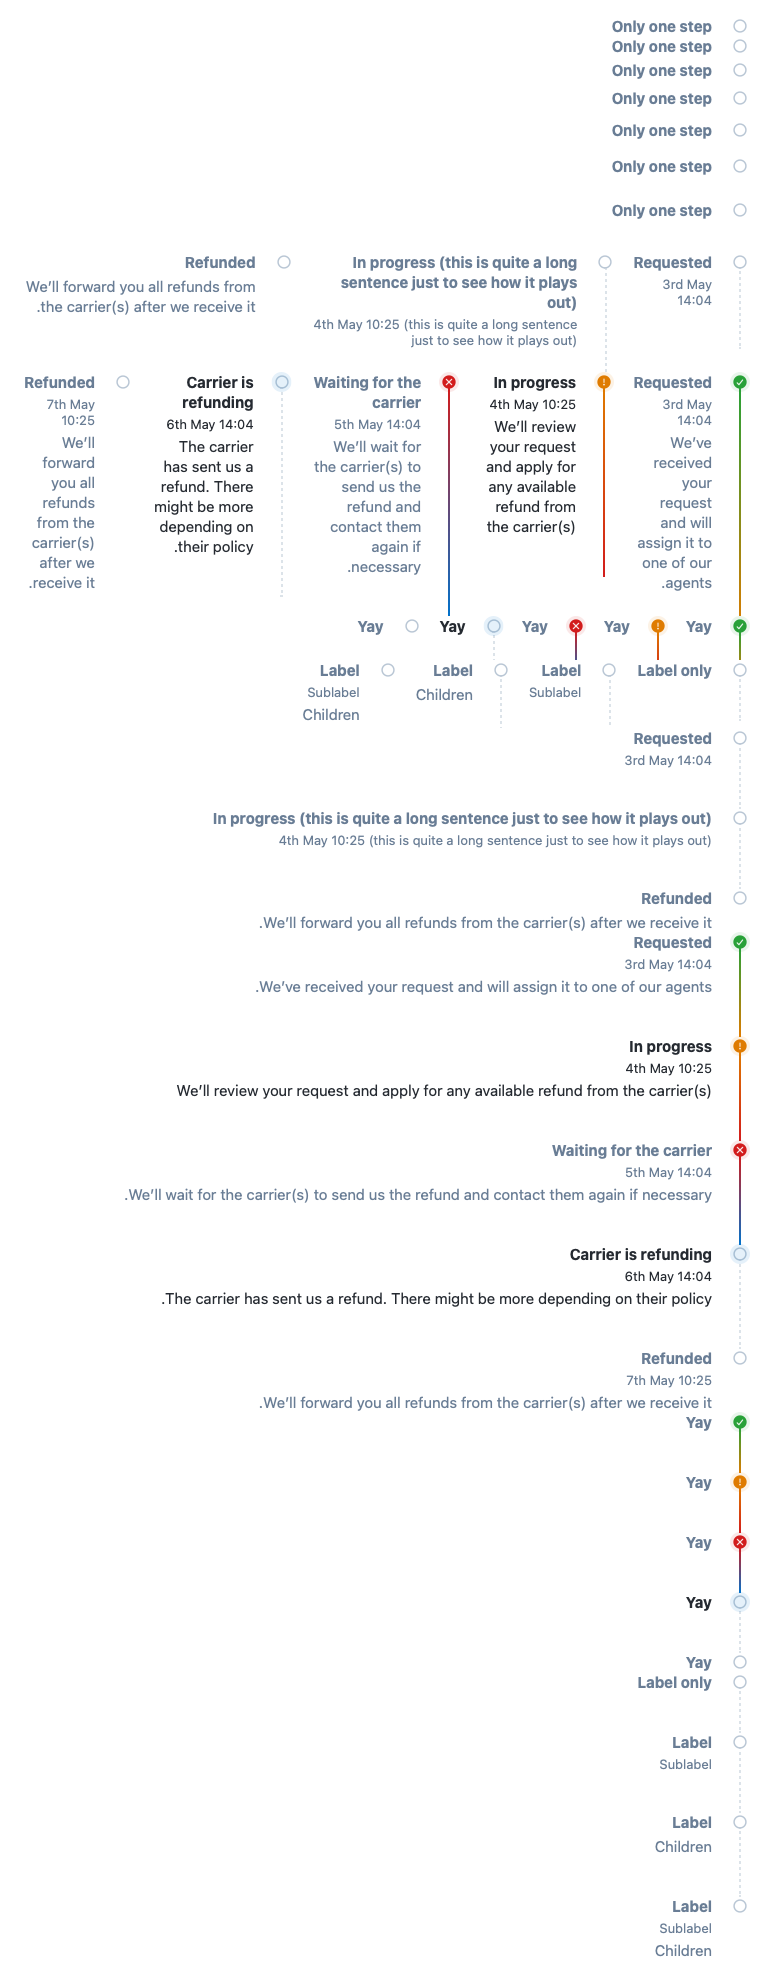 Only one step
Only one step
Only one step
Only one step
Only one step
Only one step
Only one step
Requested
3rd May
14:04
In progress (this is quite a long
sentence just to see how it plays
out)
4th May 10:25 (this is quite a long sentence
just to see how it plays out)
Refunded
We'll forward you all refunds from
.the carrier(s) after we receive it
Requested
3rd May
14:04
We've
received
your
request
and will
assign it to
one of our
.agents
In progress
4th May 10:25
We'll review
your request
and apply for
any available
refund from
the carrier(s)
Waiting for the
carrier
5th May 14:04
We'll wait for
the carrier(s) to
send us the
refund and
contact them
again if
.necessary
Carrier is
refunding
6th May 14:04
The carrier
has sent us a
refund. There
might be more
depending on
.their policy
Refunded
7th May
10:25
We'll
forward
you all
refunds
from the
carrier(s)
after we
.receive it
Yay
Yay
Yay
Yay
Yay
Label only
Label
Sublabel
Label
Children
Label
Sublabel
Children
Requested
3rd May 14:04
In progress (this is quite a long sentence just to see how it plays out)
4th May 10:25 (this is quite a long sentence just to see how it plays out)
Refunded
.We'll forward you all refunds from the carrier(s) after we receive it
Requested
3rd May 14:04
.We've received your request and will assign it to one of our agents
In progress
4th May 10:25
We'll review your request and apply for any available refund from the carrier(s)
Waiting for the carrier
5th May 14:04
.We'll wait for the carrier(s) to send us the refund and contact them again if necessary
Carrier is refunding
6th May 14:04
.The carrier has sent us a refund. There might be more depending on their policy
Refunded
7th May 10:25
.We'll forward you all refunds from the carrier(s) after we receive it
Yay
Yay
Yay
Yay
Yay
Label only
Label
Sublabel
Label
Children
Label
Sublabel
Children